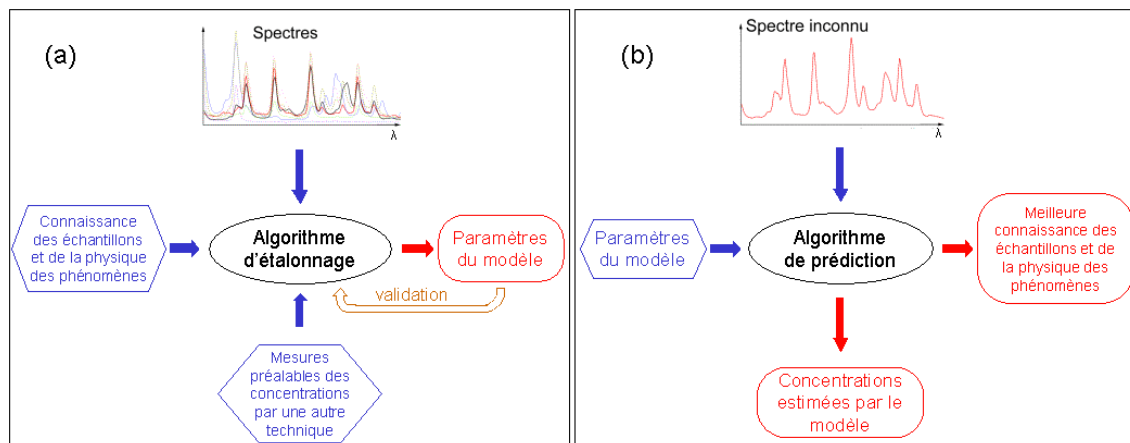 (a)
Spectres
λ
Connaissance
des échantillons
et de la physique
des phénomènes
Algorithme
d'étalonnage
Paramètres
du modèle
validation
Mesures
préalables des
concentrations
par une autre
technique
(b)
Spectre inconnu
λ
Paramètres
du modèle
Algorithme
de prédiction
Meilleure
connaissance des
échantillons et de
la physique des
phénomènes
Concentrations
estimées par le
modèle